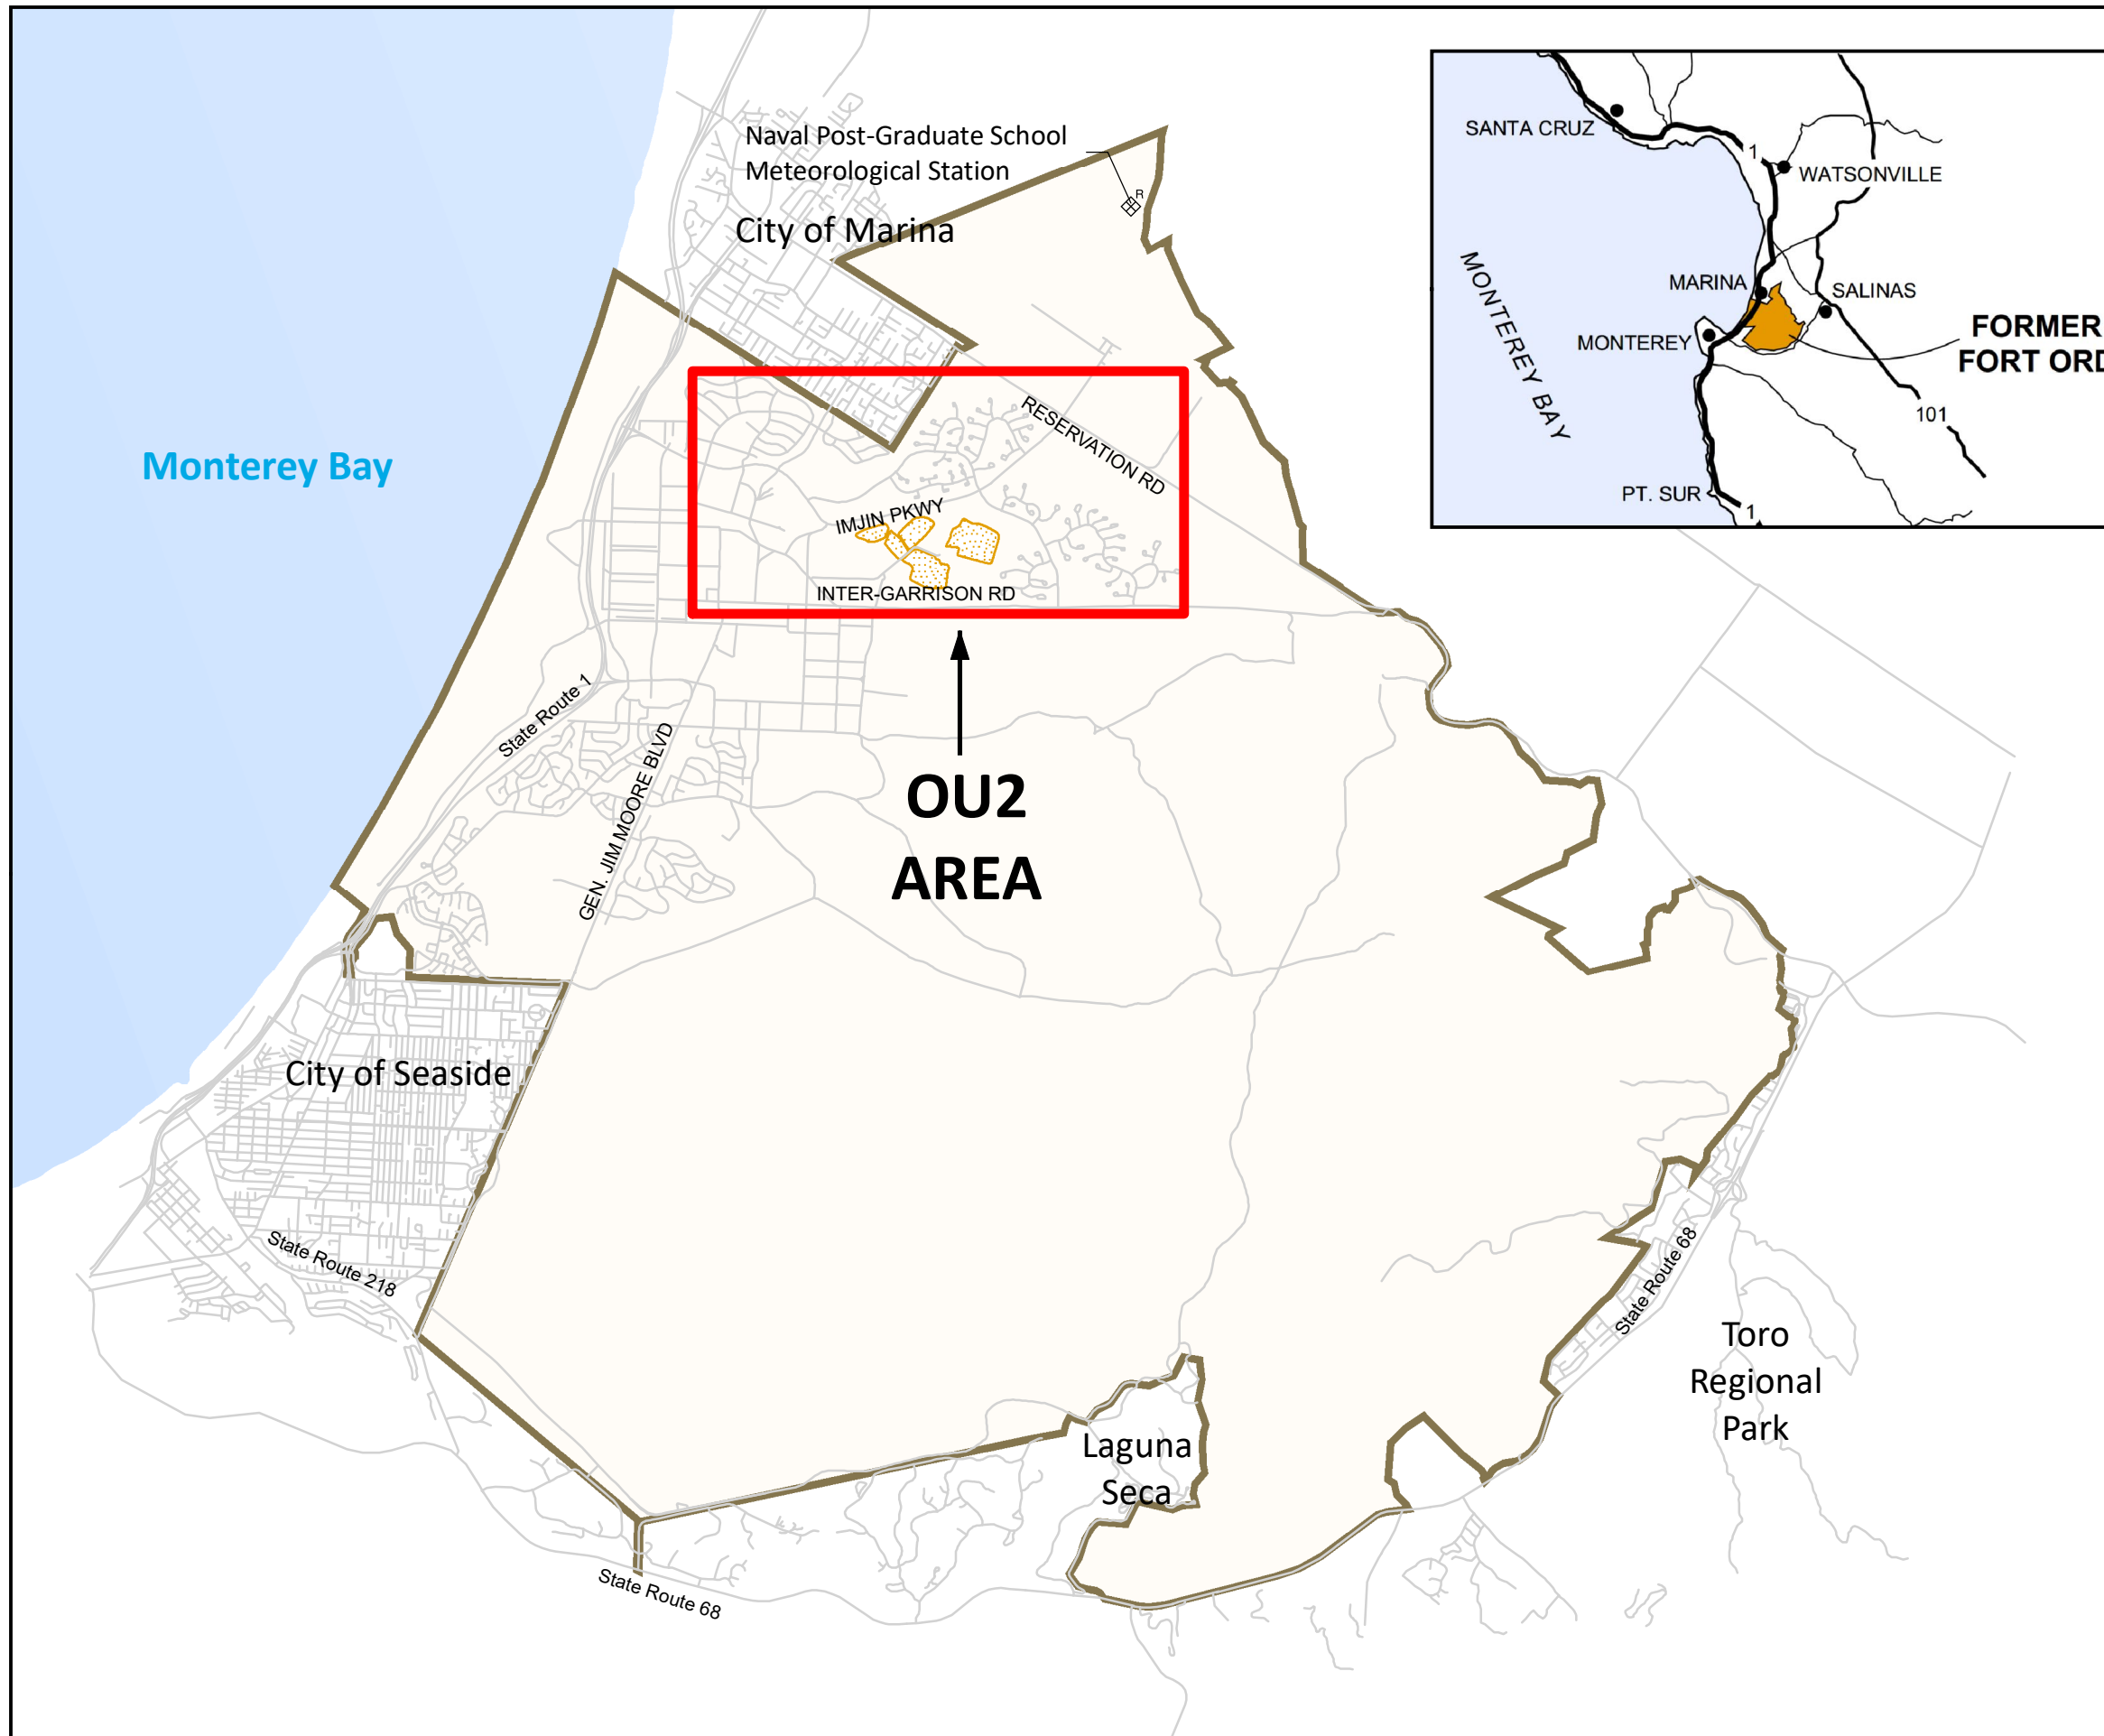 Naval Post-Graduate School
Meteorological Station
R
City of Marina
Monterey Bay
RESERVATION RD
IMJIN PKWY
INTER-GARRISON RD
State Route 1
GEN. JIM MOORE BLVD
OU2
AREA
City of Seaside
State Route 218
State Route 68
Laguna
Seca
State Route 68
Toro
Regional
Park
SANTA CRUZ
1
WATSONVILLE
MONTEREY BAY
MARINA
SALINAS
MONTEREY
FORMER
FORT ORD
101
PT. SUR
1